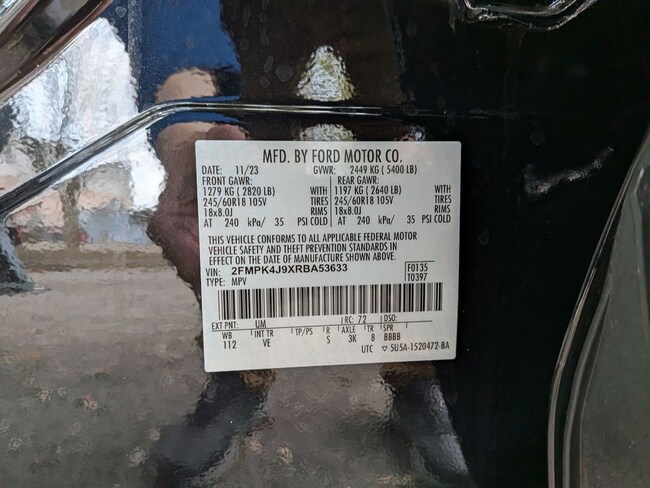 MFD. BY FORD MOTOR CO.
DATE: 11/23 GVWR: 2449 KG ( 5400 LB)
FRONT GAWR: REAR GAWR:
1279 KG ( 2820 LB) WITH 1197 KG ( 2640 LB) WITH
245/60R18 105V TIRES 245/60R18 105V TIRES
18x8.0J RIMS 18x8.0J RIMS
AT 240 kPa/ 35 PSI COLD AT 240 kPa/ 35 PSI COLD
THIS VEHICLE CONFORMS TO ALL APPLICABLE FEDERAL MOTOR
VEHICLE SAFETY AND THEFT PREVENTION STANDARDS IN
EFFECT ON THE DATE OF MANUFACTURE SHOWN ABOVE.
VIN: 2FMPK4J9XRBA53633 F0135
TYPE: MPV T0397
EXT PNT: UM RC: 72 DSO:
WB INT TR TP/PS R AXLE TR SPR
112 VE S 3K 8 BBBB
UTC ▽ 5U5A-1520472-BA